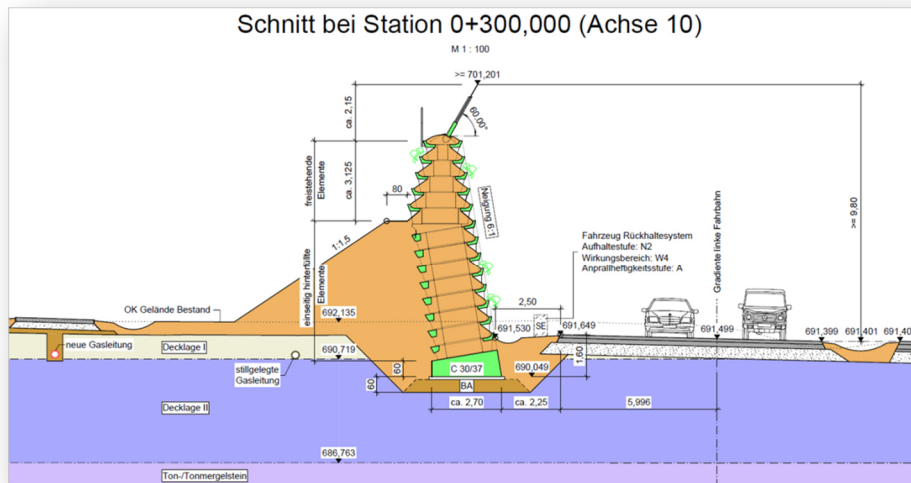 Schnitt bei Station 0+300,000 (Achse 10)
M 1 : 100
>= 701,201
60,00°
ca. 2,15
freistehende
Elemente
ca. 3,125
80
Neigung 6:1
1:1,5
einseitig hinterfüllte
Elemente
>= 9,80
Gradiente linke Fahrbahn
Fahrzeug Rückhaltesystem
Aufhaltestufe: N2
Wirkungsbereich: W4
Anprallheftigkeitsstufe: A
OK Gelände Bestand
692,135
2,50
691,530
SE
691,649
691,499
691,399
691,401
691,40
neue Gasleitung
Decklage I
690,719
stillgelegte
Gasleitung
60
60
C 30/37
BA
690,049
1,60
ca. 2,70
ca. 2,25
5,996
Decklage II
686,763
Ton-/Tonmergelstein